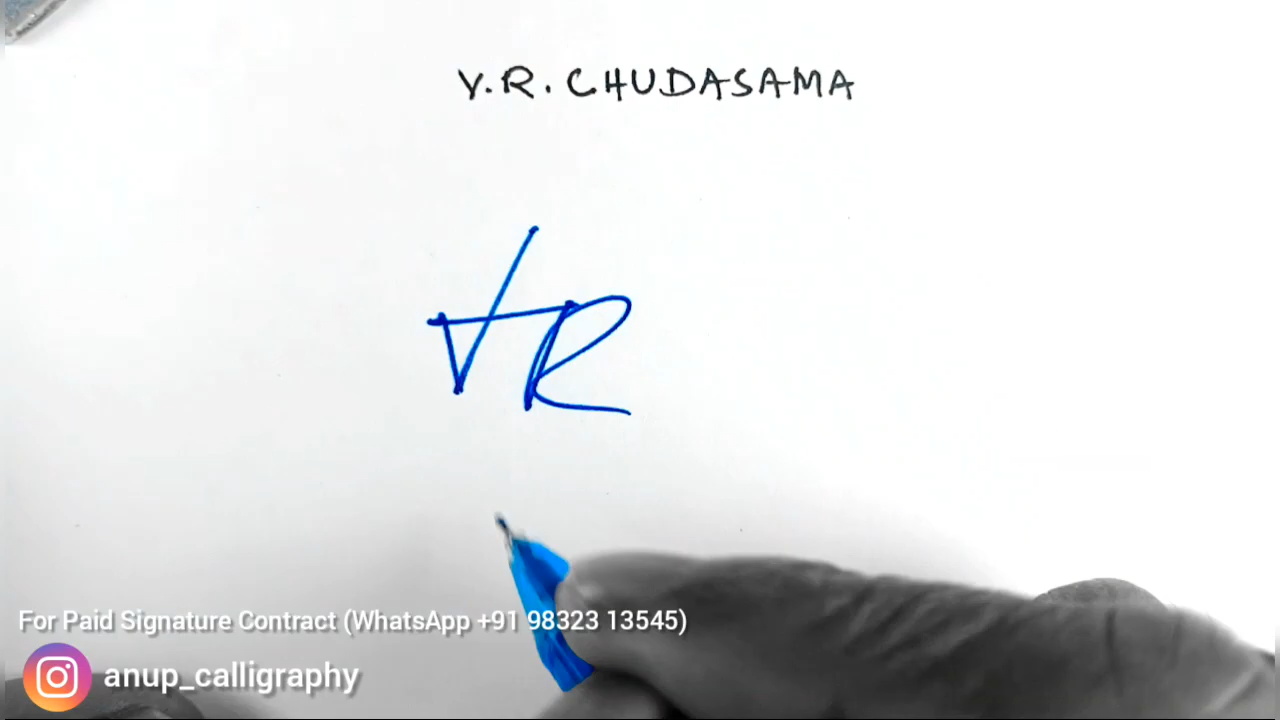 V.R. CHUDASAMA
VR
For Paid Signature Contract (WhatsApp +91 98323 13545)
anup_calligraphy